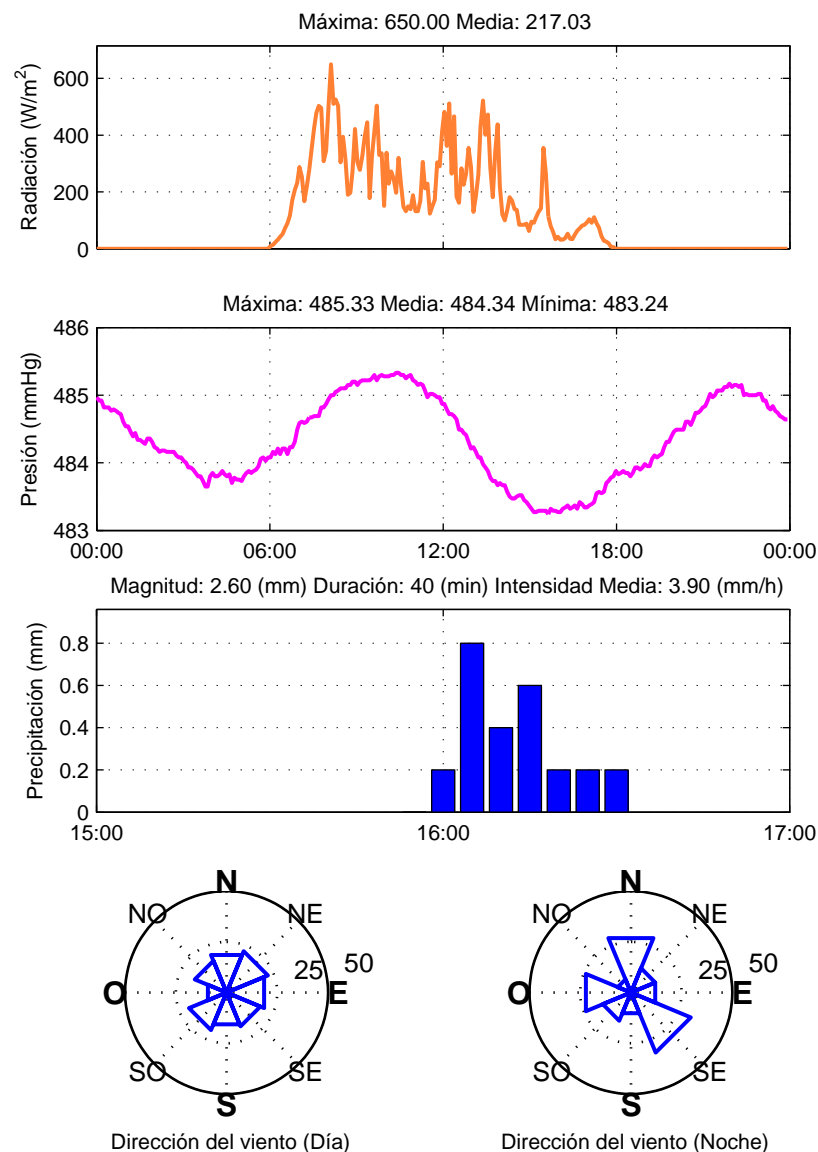 Máxima: 650.00 Media: 217.03
Radiación (W/m2)
600
400
200
0
Máxima: 485.33 Media: 484.34 Mínima: 483.24
Presión (mmHg)
486
485
484
483
00:00 06:00 12:00 18:00 00:00
Magnitud: 2.60 (mm) Duración: 40 (min) Intensidad Media: 3.90 (mm/h)
Precipitación (mm)
0.8
0.6
0.4
0.2
0
15:00 16:00 17:00
N
NO NE
25 50
O E
SO SE
S
Dirección del viento (Día)
N
NO NE
25 50
O E
SO SE
S
Dirección del viento (Noche)